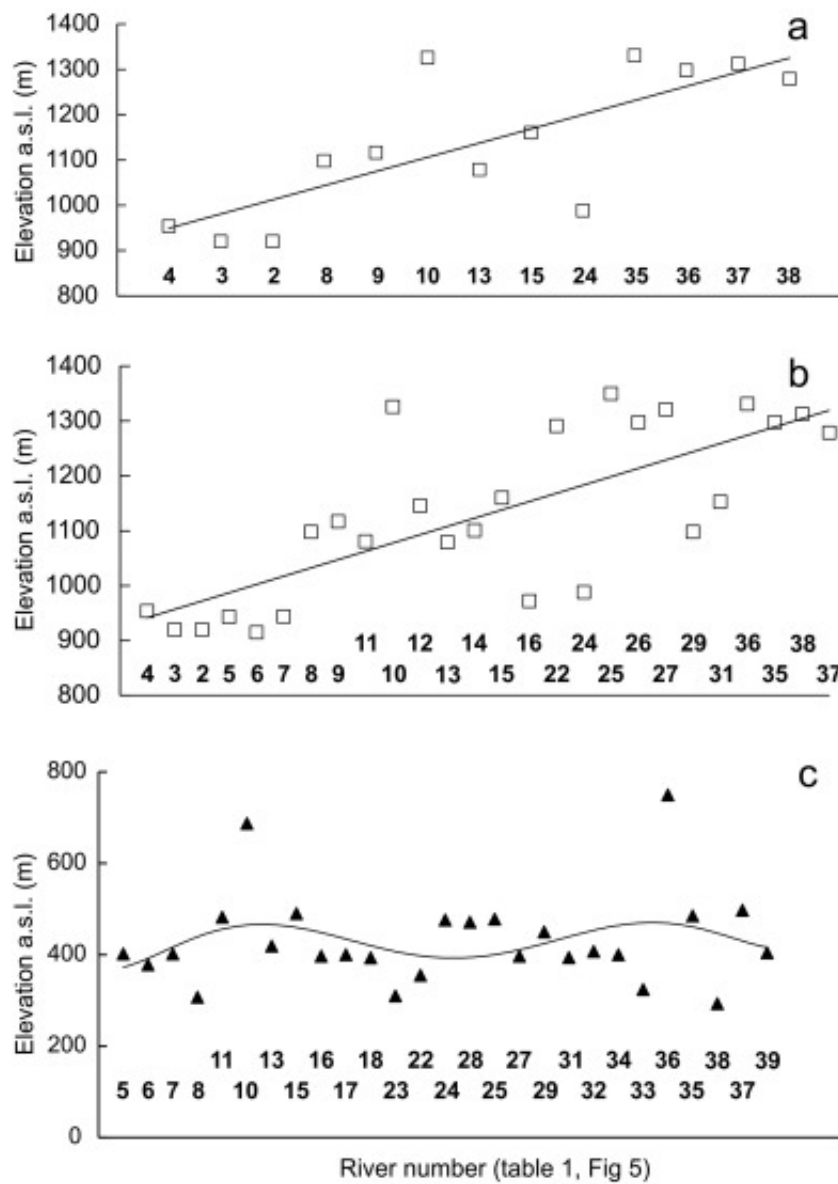 a
Elevation a.s.l. (m)
1400
1300
1200
1100
1000
900
800
4 3 2 8 9 10 13 15 24 35 36 37 38
b
Elevation a.s.l. (m)
1400
1300
1200
1100
1000
900
800
11 12 14 16 24 26 29 36 38
4 3 2 5 6 7 8 9 10 13 15 22 25 27 31 35 37
c
Elevation a.s.l. (m)
800
600
400
200
0
11 13 16 18 22 28 27 31 34 36 38 39
5 6 7 8 10 15 17 23 24 25 29 32 33 35 37
River number (table 1, Fig 5)